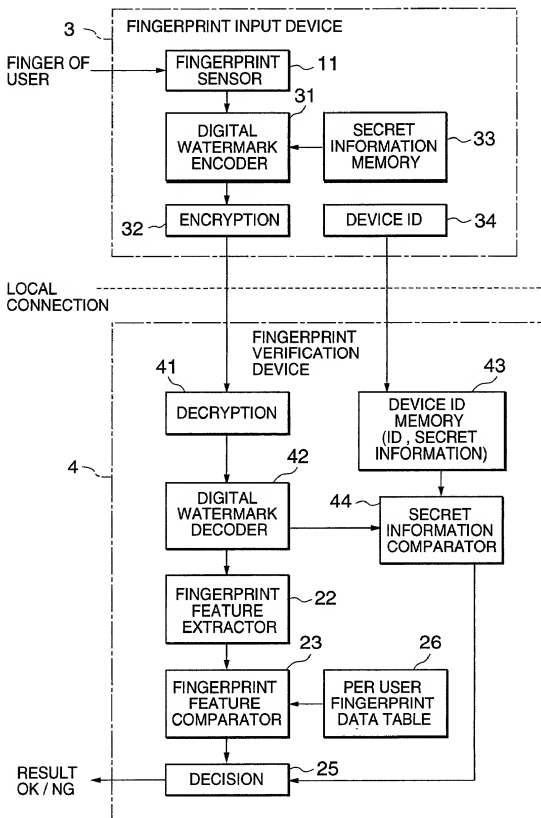 3
FINGERPRINT INPUT DEVICE
FINGER OF
USER
FINGERPRINT
SENSOR
11
31
DIGITAL
WATERMARK
ENCODER
SECRET
INFORMATION
MEMORY
33
ENCRYPTION
32
DEVICE ID
34
LOCAL
CONNECTION
FINGERPRINT
VERIFICATION
DEVICE
41
DECRYPTION
43
DEVICE ID
MEMORY
(ID , SECRET
INFORMATION)
42
4
DIGITAL
WATERMARK
DECODER
44
SECRET
INFORMATION
COMPARATOR
FINGERPRINT
FEATURE
EXTRACTOR
22
23
FINGERPRINT
FEATURE
COMPARATOR
26
PER USER
FINGERPRINT
DATA TABLE
RESULT
OK / NG
DECISION
25